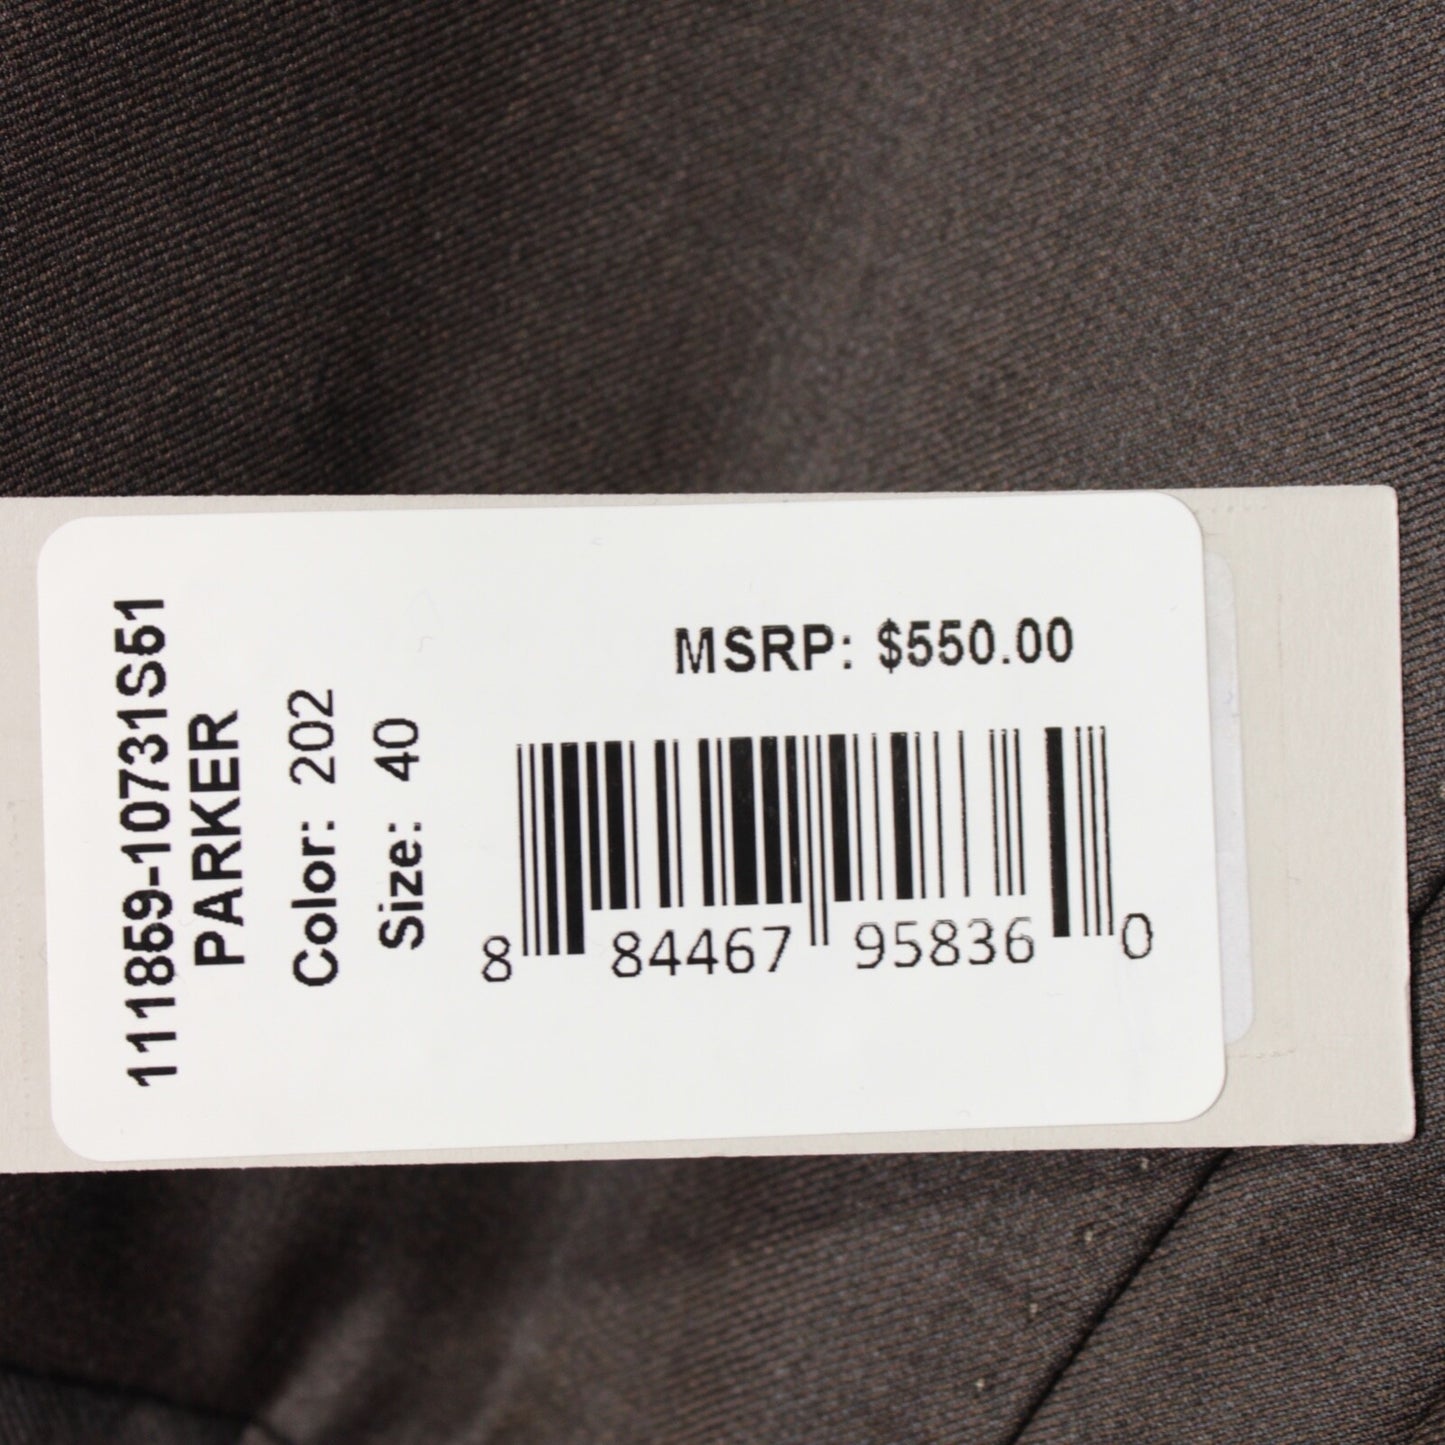 111859-10731S51
PARKER
Color: 202
Size: 40
MSRP: $550.00
8 84467 95836 0